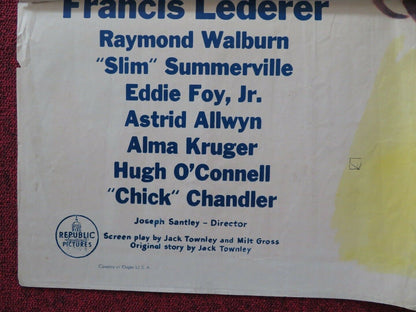 Francis Lederer
Raymond Walburn
"Slim" Summerville
Eddie Foy, Jr.
Astrid Allwyn
Alma Kruger
Hugh O'Connell
"Chick" Chandler
Joseph Santley – Director
Screen play by Jack Townley and Milt Gross
Original story by Jack Townley
REPUBLIC
PICTURES
U.S.A.